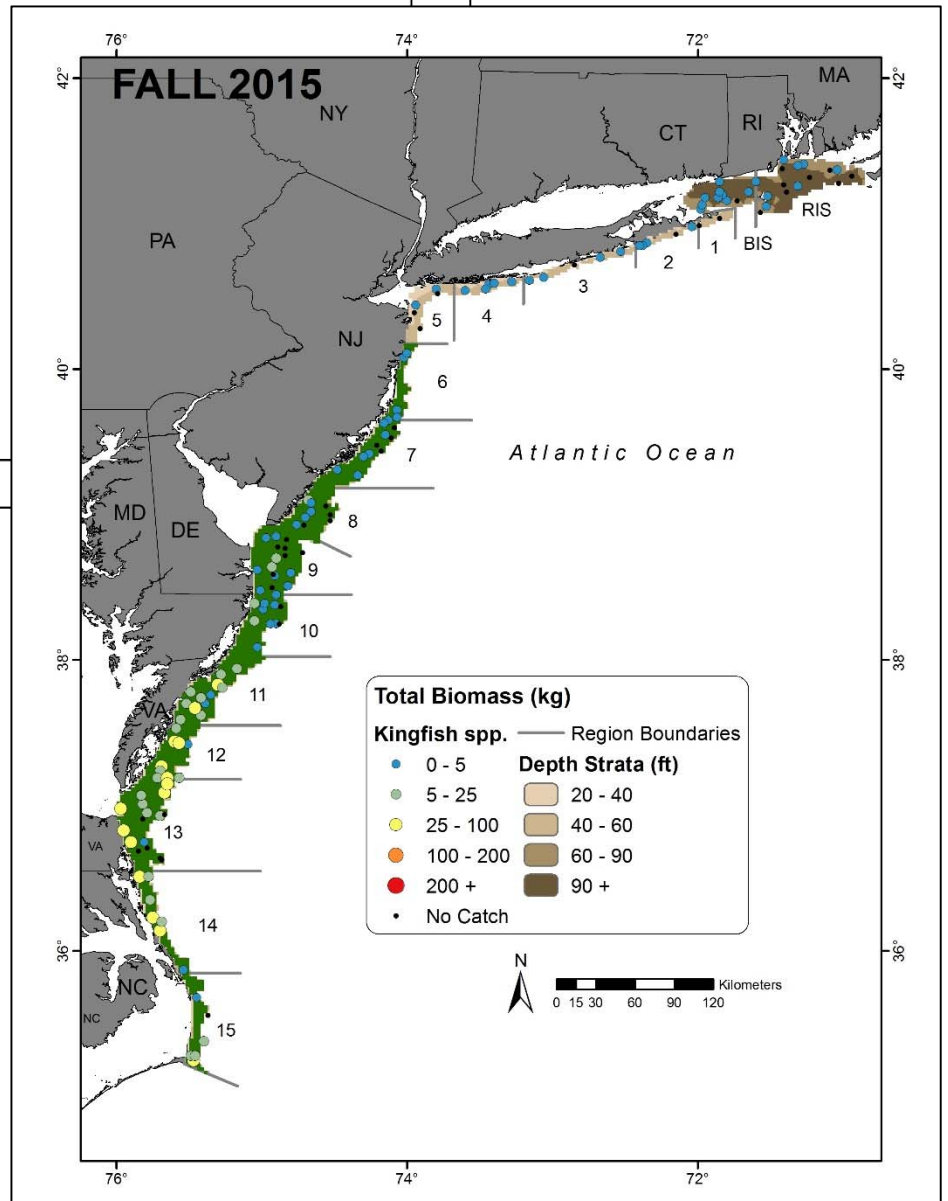 76° 74° 72°
42° 42°
FALL 2015
MA
NY
CT RI
PA
RIS
BIS
1
2
3
4
5
NJ
40° 40°
6
Atlantic Ocean
7
MD DE
8
9
10
38° 38°
11
VA
12
13
VA
14
36° 36°
NC
NC
15
Total Biomass (kg)
Kingfish spp. Region Boundaries
0 - 5 Depth Strata (ft)
5 - 25 20 - 40
25 - 100 40 - 60
100 - 200 60 - 90
200 + 90 +
No Catch
N
Kilometers
0 15 30 60 90 120
76° 74° 72°